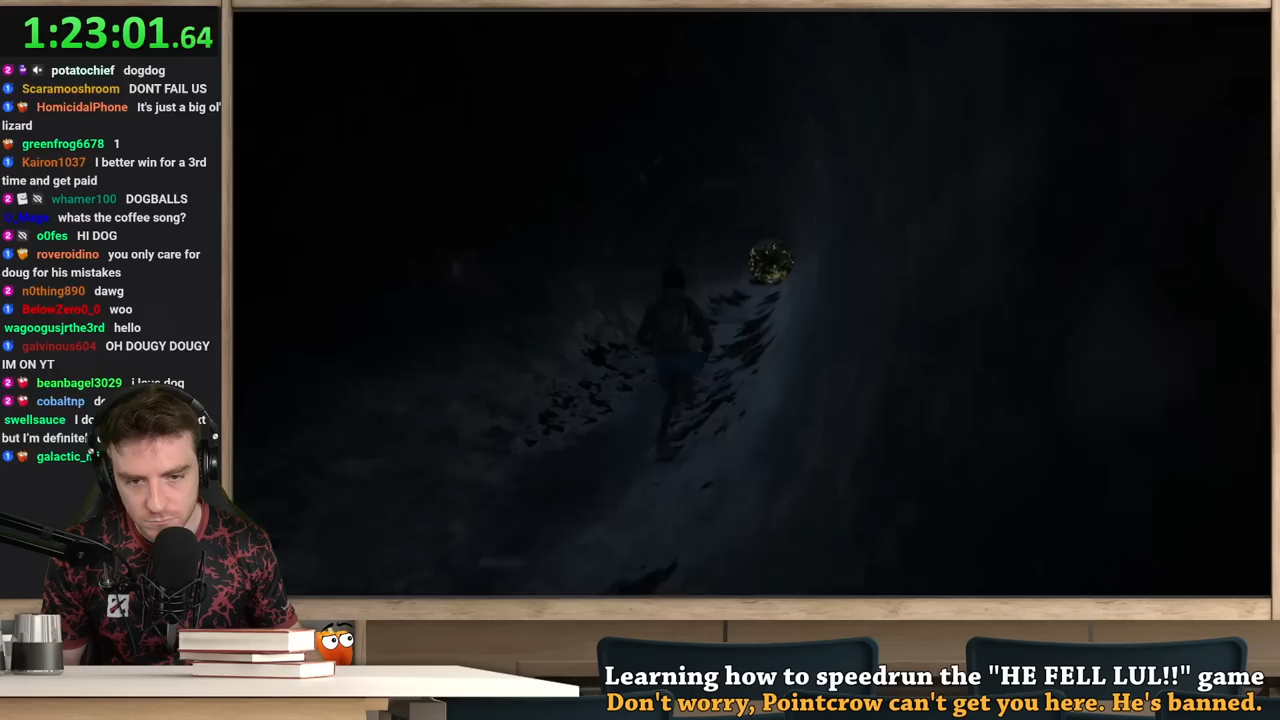 1:23:01.64
potatochief dogdog
Scaramooshroom DONT FAIL US
HomicidalPhone It's just a big ol'
lizard
greenfrog6678 1
Kairon1037 I better win for a 3rd
time and get paid
whamer100 DOGBALLS
whats the coffee song?
o0fes HI DOG
roveroidino you only care for
doug for his mistakes
n0thing890 dawg
BelowZero0_0 woo
wagoogusjrthe3rd hello
galvinous604 OH DOUGY DOUGY
IM ON YT
beanbagel3029 i love dog
cobaltnp
swellsauce I
but I'm
Learning how to speedrun the "HE FELL LUL!!" game
Don't worry, Pointcrow can't get you here. He's banned.